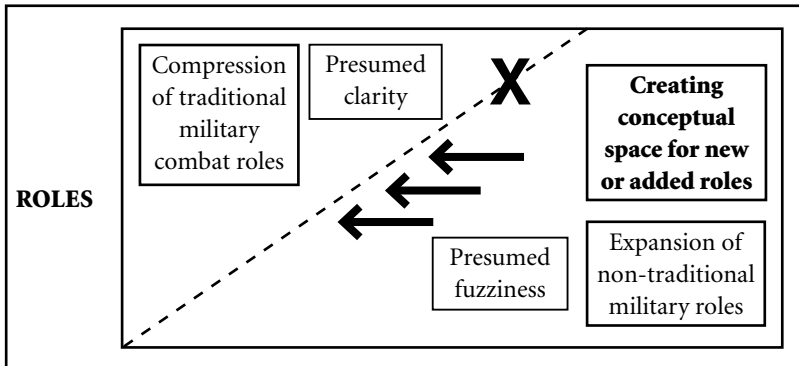 ROLES
Compression
of traditional
military
combat roles
Presumed
clarity
X
Creating
conceptual
space for new
or added roles
Presumed
fuzziness
Expansion of
non-traditional
military roles